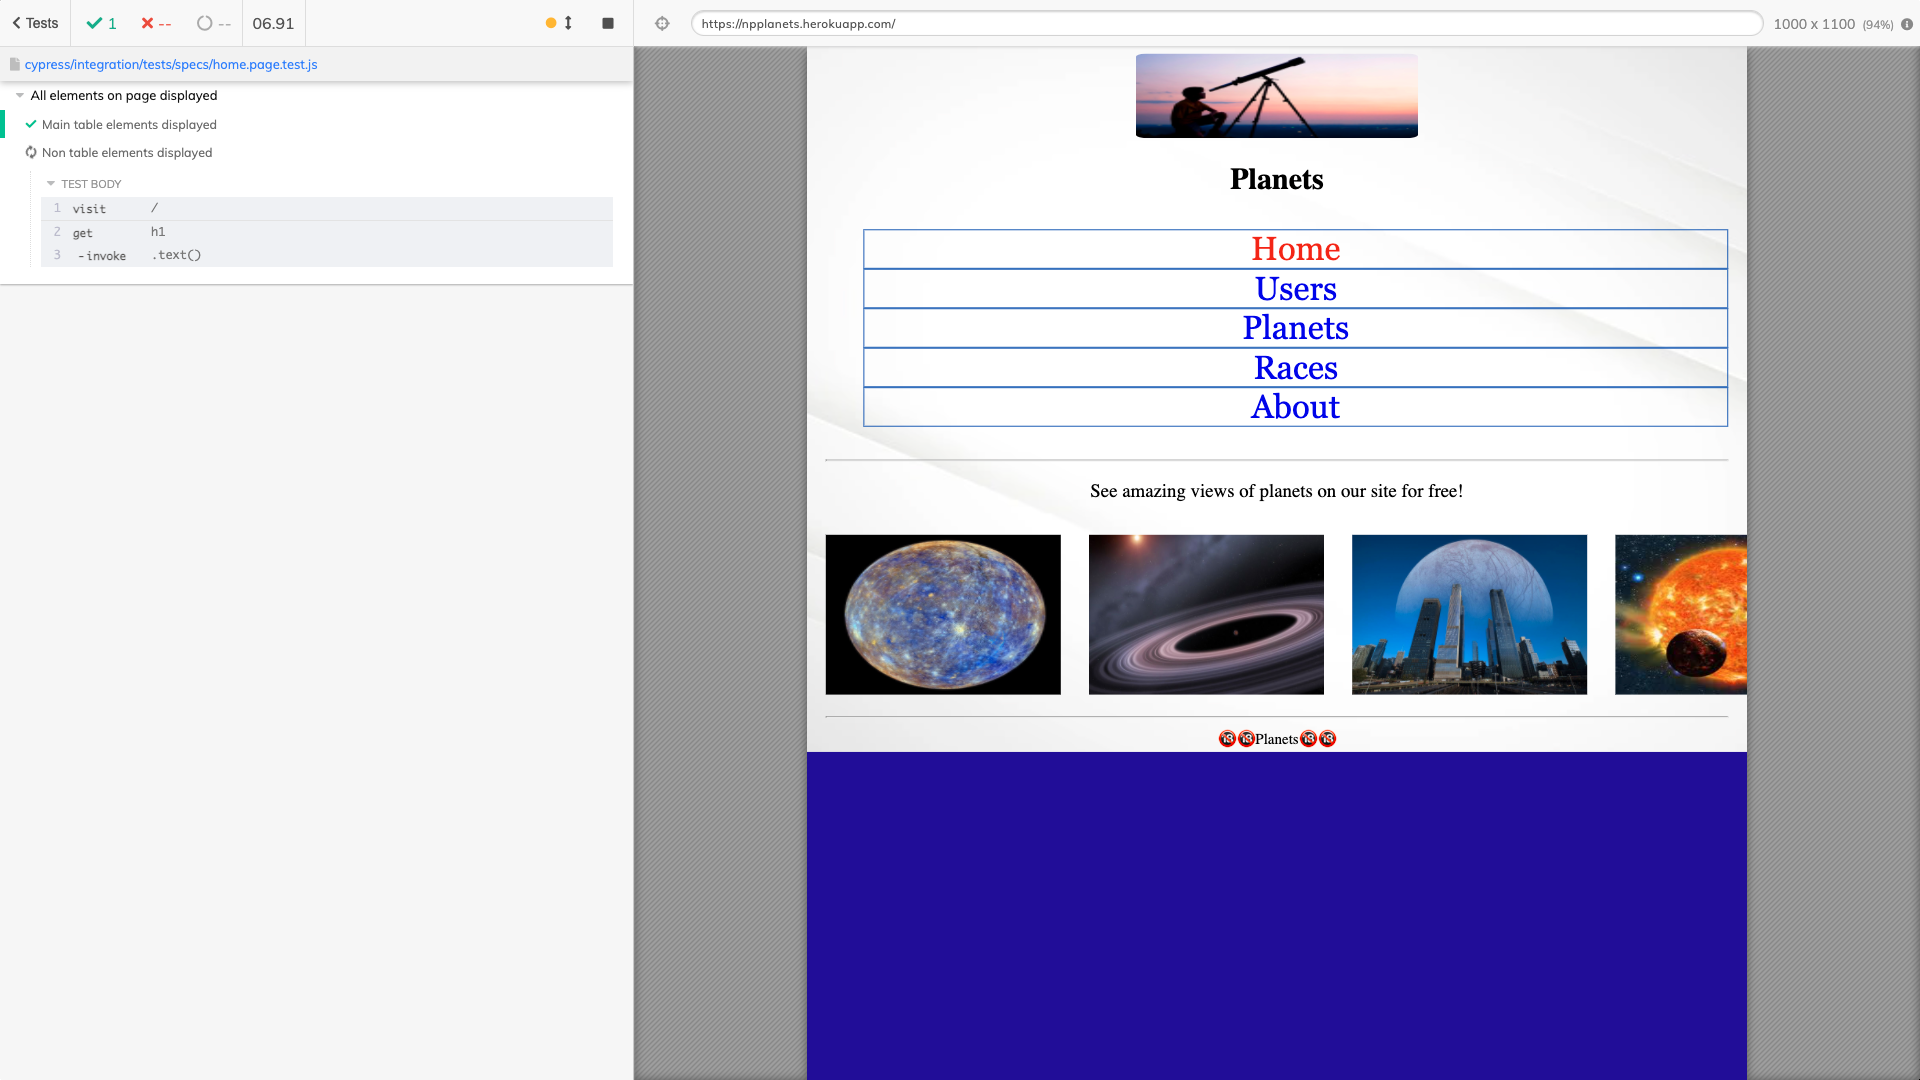 Tests
1
--
--
06.91
https://npplanets.herokuapp.com/
1000 x 1100 (94%)
cypress/integration/tests/specs/home.page.test.js
All elements on page displayed
Main table elements displayed
Non table elements displayed
TEST BODY
1 visit /
2 get h1
3 -invoke .text()
Planets
Home
Users
Planets
Races
About
See amazing views of planets on our site for free!
🔞🔞Planets🔞🔞